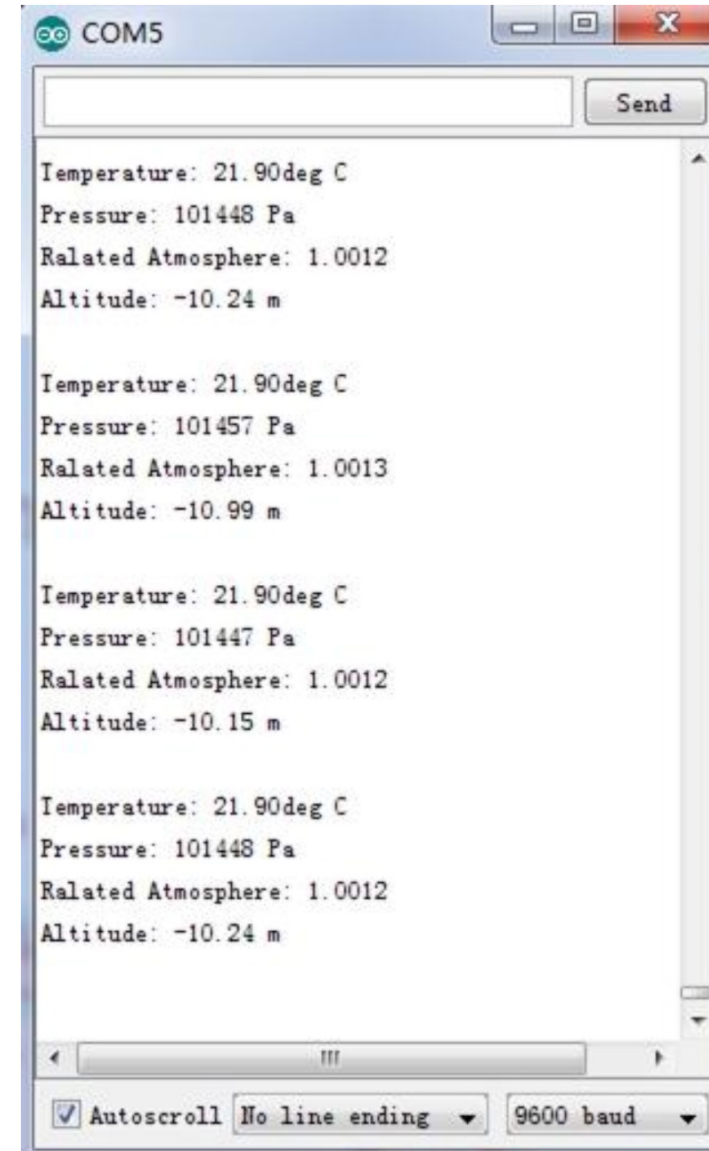 COM5
Send
Temperature: 21.90deg C
Pressure: 101448 Pa
Ralated Atmosphere: 1.0012
Altitude: -10.24 m
Temperature: 21.90deg C
Pressure: 101457 Pa
Ralated Atmosphere: 1.0013
Altitude: -10.99 m
Temperature: 21.90deg C
Pressure: 101447 Pa
Ralated Atmosphere: 1.0012
Altitude: -10.15 m
Temperature: 21.90deg C
Pressure: 101448 Pa
Ralated Atmosphere: 1.0012
Altitude: -10.24 m
Autoscroll No line ending 9600 baud